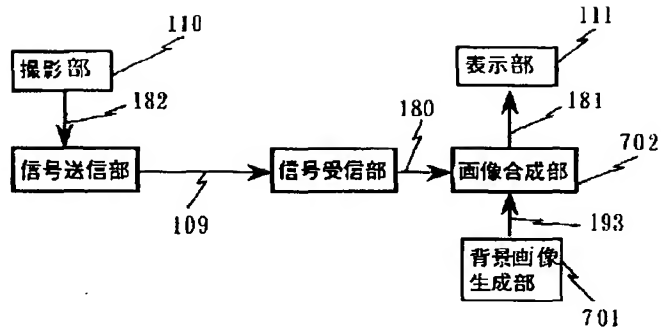 110
撮影部
182
信号送信部
109
信号受信部
180
111
表示部
181
画像合成部
702
193
背景画像
生成部
701